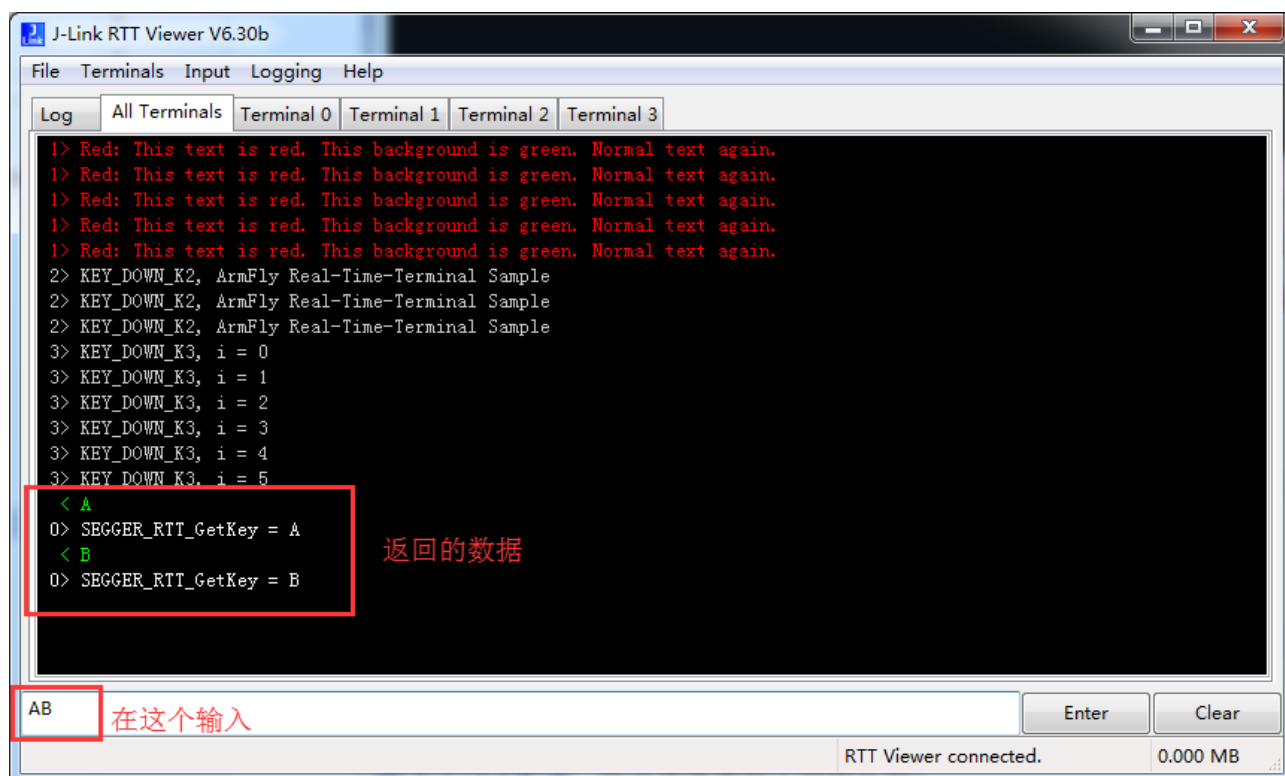 J-Link RTT Viewer V6.30b
File Terminals Input Logging Help
Log All Terminals Terminal 0 Terminal 1 Terminal 2 Terminal 3
1> Red: This text is red. This background is green. Normal text again.
1> Red: This text is red. This background is green. Normal text again.
1> Red: This text is red. This background is green. Normal text again.
1> Red: This text is red. This background is green. Normal text again.
1> Red: This text is red. This background is green. Normal text again.
2> KEY_DOWN_K2, ArmFly Real-Time-Terminal Sample
2> KEY_DOWN_K2, ArmFly Real-Time-Terminal Sample
2> KEY_DOWN_K2, ArmFly Real-Time-Terminal Sample
3> KEY_DOWN_K3, i = 0
3> KEY_DOWN_K3, i = 1
3> KEY_DOWN_K3, i = 2
3> KEY_DOWN_K3, i = 3
3> KEY_DOWN_K3, i = 4
3> KEY_DOWN_K3, i = 5
< A
0> SEGGER_RTT_GetKey = A
< B
0> SEGGER_RTT_GetKey = B
返回的数据
AB
在这个输入
Enter Clear
RTT Viewer connected. 0.000 MB